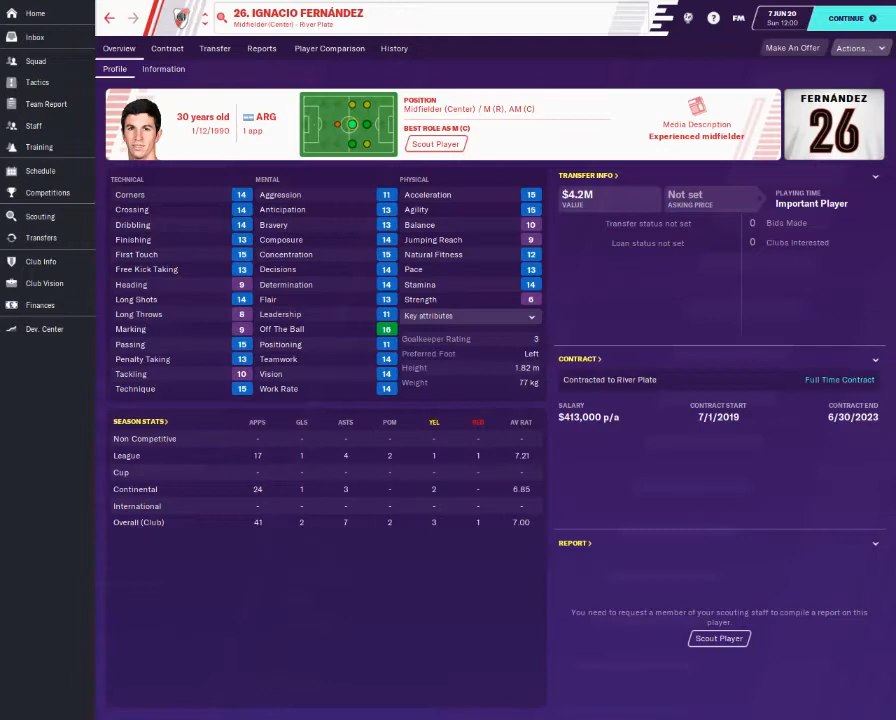 Home
Inbox
Squad
Tactics
Team Report
Staff
Training
Schedule
Competitions
Scouting
Transfers
Club Info
Club Vision
Finances
Dev. Center
26. IGNACIO FERNÁNDEZ
Midfielder (Center) - River Plate
?
FM
7 JUN 20
Sun 12:00
CONTINUE
Overview Contract Transfer Reports Player Comparison History
Make An Offer Actions...
Profile Information
30 years old
1/12/1990
ARG
1 app
POSITION
Midfielder (Center) / M (R), AM (C)
BEST ROLE AS M (C)
Scout Player
Media Description
Experienced midfielder
FERNÁNDEZ
26
TECHNICAL MENTAL PHYSICAL
Corners 14 Aggression 11 Acceleration 15
Crossing 14 Anticipation 13 Agility 15
Dribbling 14 Bravery 13 Balance 10
Finishing 13 Composure 14 Jumping Reach 9
First Touch 15 Concentration 15 Natural Fitness 12
Free Kick Taking 13 Decisions 14 Pace 13
Heading 9 Determination 14 Stamina 14
Long Shots 14 Flair 13 Strength 6
Long Throws 8 Leadership 11 Key attributes
Marking 9 Off The Ball 16
Passing 15 Positioning 11
Penalty Taking 13 Teamwork 14
Tackling 10 Vision 14
Technique 15 Work Rate 14
Goalkeeper Rating 3
Preferred Foot Left
Height 1.82 m
Weight 77 kg
SEASON STATS > APPS GLS ASTS POM YEL RED AV RAT
Non Competitive - - - - - - -
League 17 1 4 2 1 1 7.21
Cup - - - - - - -
Continental 24 1 3 - 2 - 6.85
International - - - - - - -
Overall (Club) 41 2 7 2 3 1 7.00
TRANSFER INFO >
$4.2M
VALUE
Not set
ASKING PRICE
PLAYING TIME
Important Player
Transfer status not set
Loan status not set
0 Bids Made
0 Clubs Interested
CONTRACT >
Contracted to River Plate Full Time Contract
SALARY CONTRACT START CONTRACT END
$413,000 p/a 7/1/2019 6/30/2023
REPORT >
You need to request a member of your scouting staff to compile a report on this
player.
Scout Player